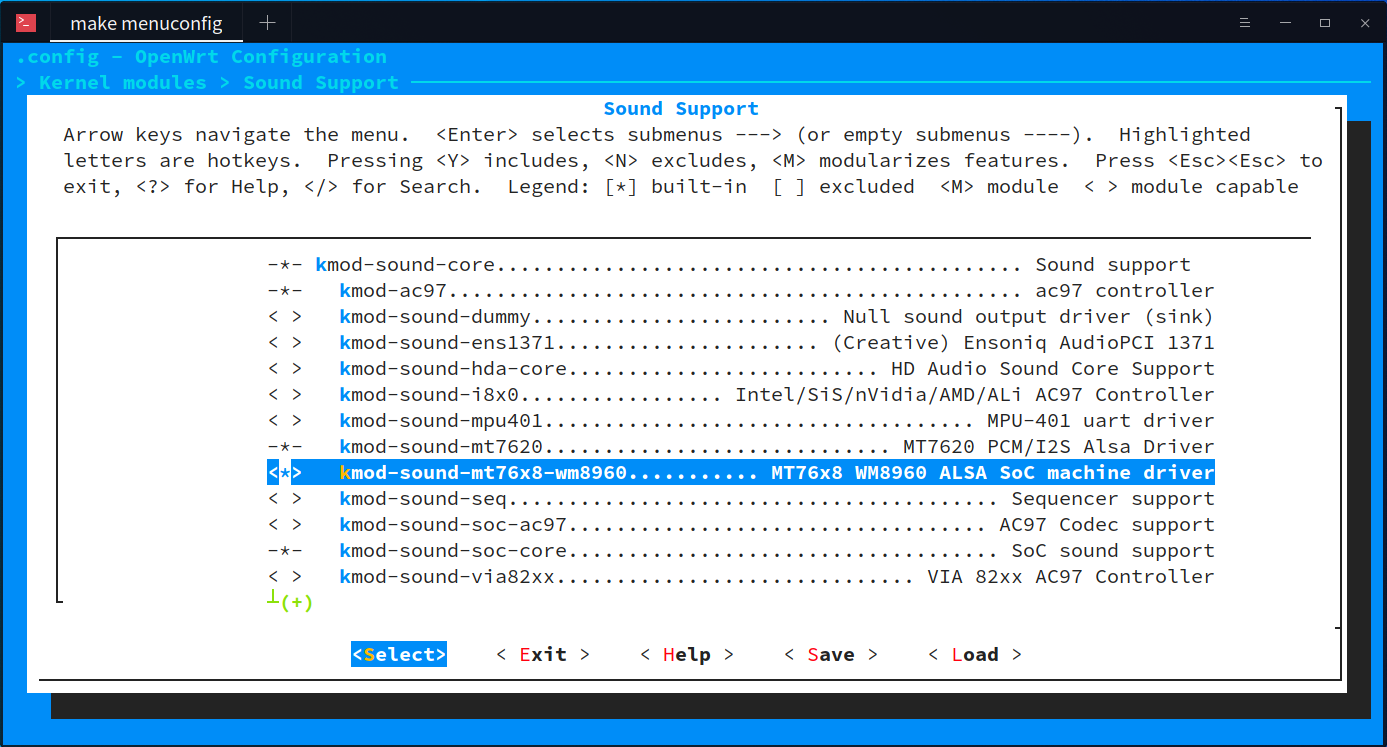 make menuconfig
.config - OpenWrt Configuration
> Kernel modules > Sound Support
Sound Support
Arrow keys navigate the menu.  <Enter> selects submenus ---> (or empty submenus ----).  Highlighted
letters are hotkeys.  Pressing <Y> includes, <N> excludes, <M> modularizes features.  Press <Esc><Esc> to
exit, <?> for Help, </> for Search.  Legend: [*] built-in  [ ] excluded  <M> module  < > module capable
-*- kmod-sound-core............................................ Sound support
-*-   kmod-ac97................................................ ac97 controller
< >   kmod-sound-dummy......................... Null sound output driver (sink)
< >   kmod-sound-ens1371...................... (Creative) Ensoniq AudioPCI 1371
< >   kmod-sound-hda-core.......................... HD Audio Sound Core Support
< >   kmod-sound-i8x0................. Intel/SiS/nVidia/AMD/ALi AC97 Controller
< >   kmod-sound-mpu401.................................... MPU-401 uart driver
-*-   kmod-sound-mt7620............................. MT7620 PCM/I2S Alsa Driver
<*>   kmod-sound-mt76x8-wm8960........... MT76x8 WM8960 ALSA SoC machine driver
< >   kmod-sound-seq......................................... Sequencer support
< >   kmod-sound-soc-ac97................................... AC97 Codec support
-*-   kmod-sound-soc-core.................................... SoC sound support
< >   kmod-sound-via82xx.............................. VIA 82xx AC97 Controller
┴(+)
<Select>    < Exit >    < Help >    < Save >    < Load >